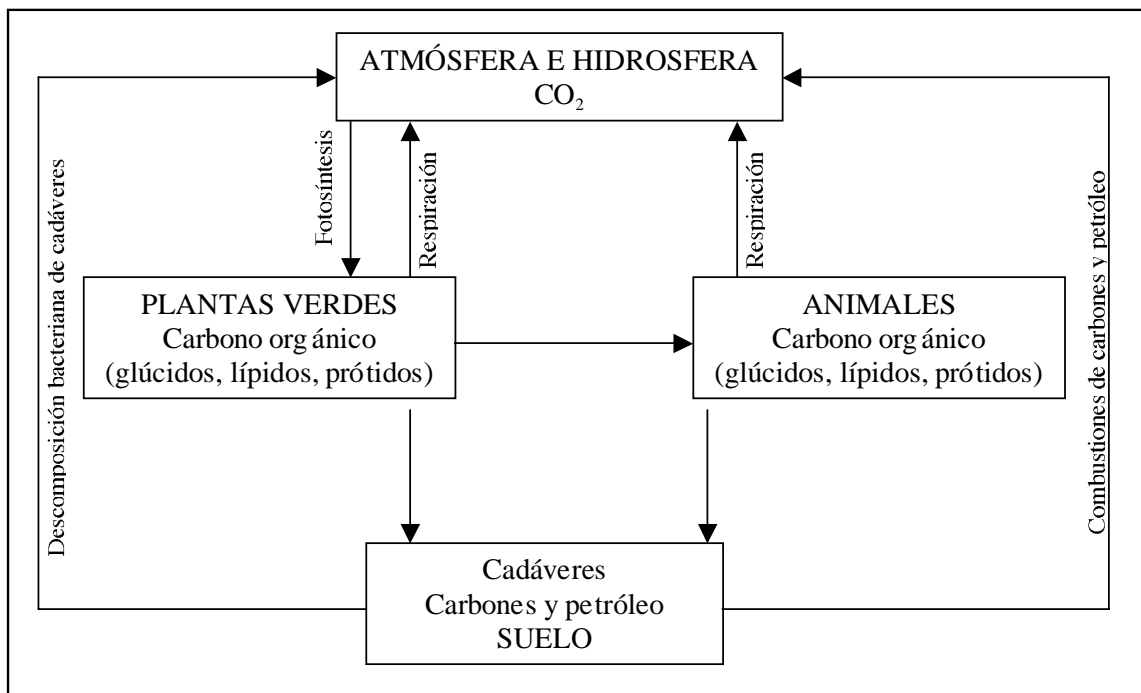 ATMÓSFERA E HIDROSFERA
CO₂
Descomposición bacteriana de cadáveres
Fotosíntesis
Respiración
Respiración
Combustiones de carbones y petróleo
PLANTAS VERDES
Carbono orgánico
(glúcidos, lípidos, prótidos)
ANIMALES
Carbono orgánico
(glúcidos, lípidos, prótidos)
Cadáveres
Carbones y petróleo
SUELO